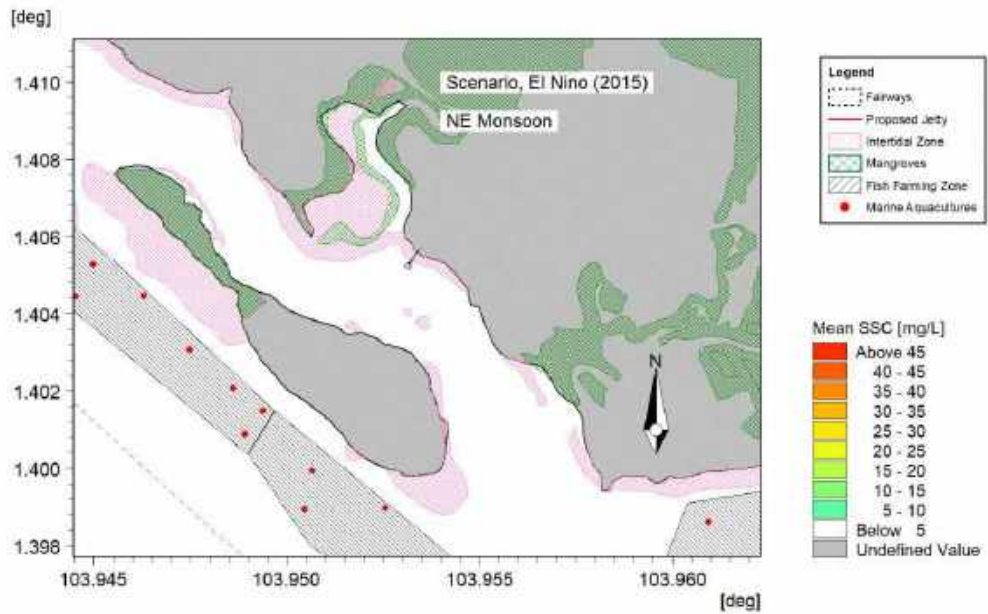 [deg]
1.410
1.408
1.406
1.404
1.402
1.400
1.398
Scenario, El Nino (2015)
NE Monsoon
N
103.945
103.950
103.955
103.960
[deg]
Legend
Fairways
Proposed Jetty
Intertidal Zone
Mangroves
Fish Farming Zone
Marine Aquacultures
Mean SSC [mg/L]
Above 45
40 - 45
35 - 40
30 - 35
25 - 30
20 - 25
15 - 20
10 - 15
5 - 10
Below 5
Undefined Value